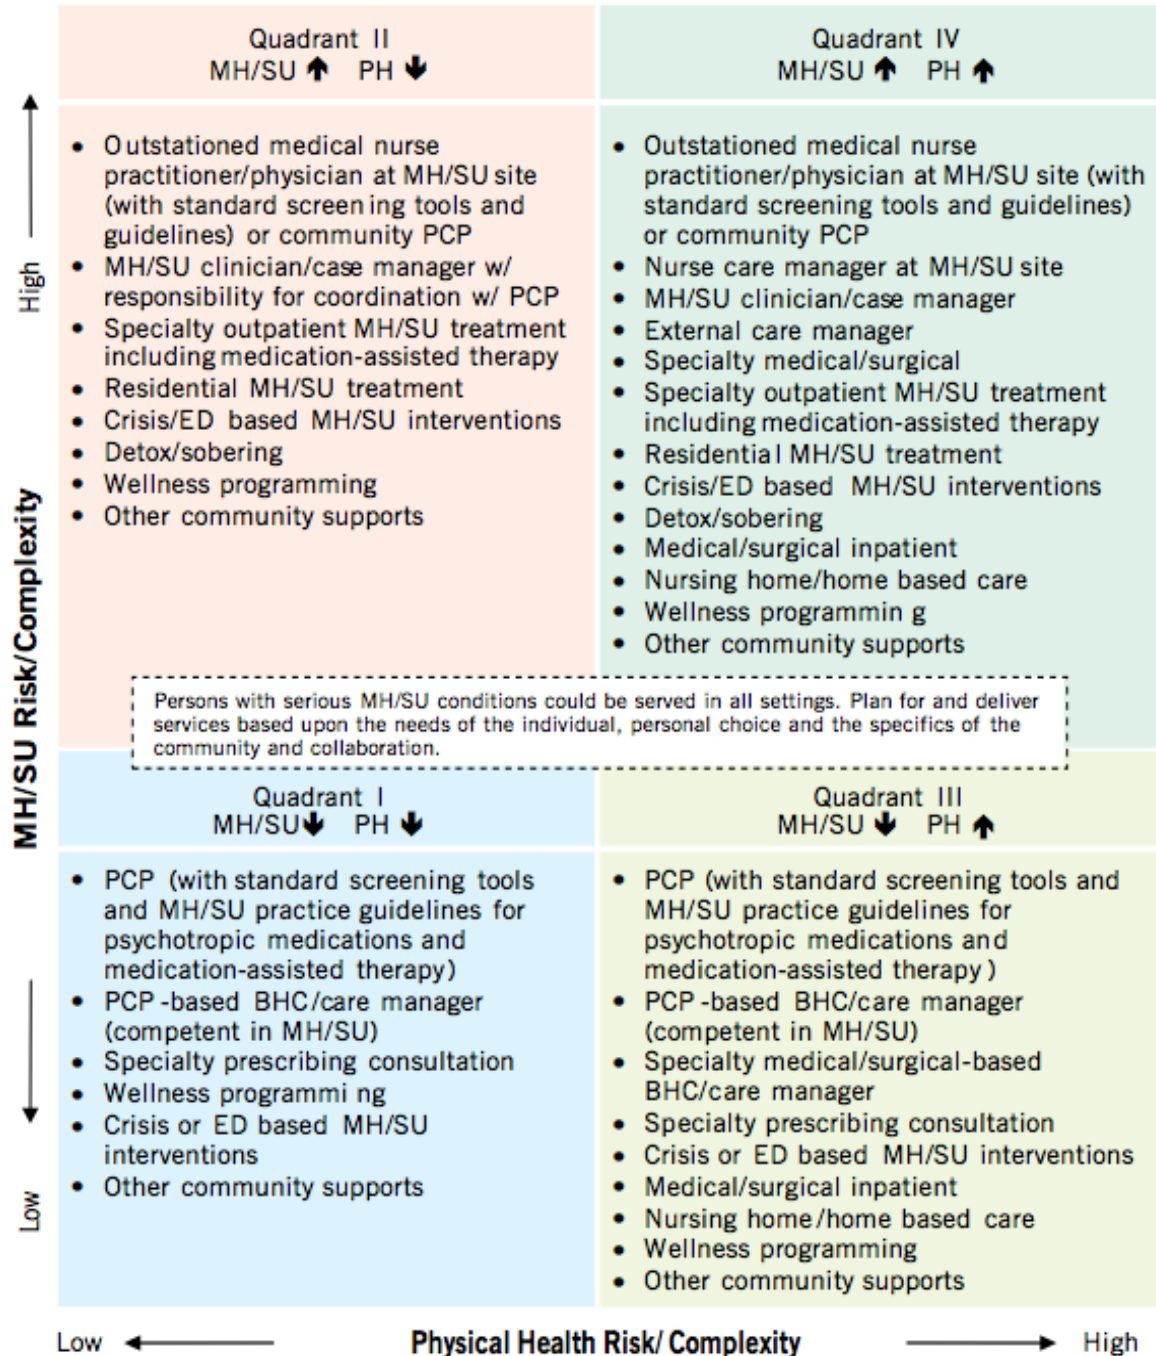 Quadrant II
MH/SU ↑ PH ↓
Quadrant IV
MH/SU ↑ PH ↑
• Outstationed medical nurse
practitioner/physician at MH/SU site
(with standard screening tools and
guidelines) or community PCP
• MH/SU clinician/case manager w/
responsibility for coordination w/ PCP
• Specialty outpatient MH/SU treatment
including medication-assisted therapy
• Residential MH/SU treatment
• Crisis/ED based MH/SU interventions
• Detox/sobering
• Wellness programming
• Other community supports
• Outstationed medical nurse
practitioner/physician at MH/SU site (with
standard screening tools and guidelines)
or community PCP
• Nurse care manager at MH/SU site
• MH/SU clinician/case manager
• External care manager
• Specialty medical/surgical
• Specialty outpatient MH/SU treatment
including medication-assisted therapy
• Residential MH/SU treatment
• Crisis/ED based MH/SU interventions
• Detox/sobering
• Medical/surgical inpatient
• Nursing home/home based care
• Wellness programmin g
• Other community supports
Persons with serious MH/SU conditions could be served in all settings. Plan for and deliver
services based upon the needs of the individual, personal choice and the specifics of the
community and collaboration.
Quadrant I
MH/SU ↓ PH ↓
Quadrant III
MH/SU ↓ PH ↑
• PCP (with standard screening tools
and MH/SU practice guidelines for
psychotropic medications and
medication-assisted therapy)
• PCP-based BHC/care manager
(competent in MH/SU)
• Specialty prescribing consultation
• Wellness programmi ng
• Crisis or ED based MH/SU
interventions
• Other community supports
• PCP (with standard screening tools and
MH/SU practice guidelines for
psychotropic medications and
medication-assisted therapy)
• PCP-based BHC/care manager
(competent in MH/SU)
• Specialty medical/surgical-based
BHC/care manager
• Specialty prescribing consultation
• Crisis or ED based MH/SU interventions
• Medical/surgical inpatient
• Nursing home/home based care
• Wellness programming
• Other community supports
High
MH/SU Risk/Complexity
Low
Low
Physical Health Risk/ Complexity
High